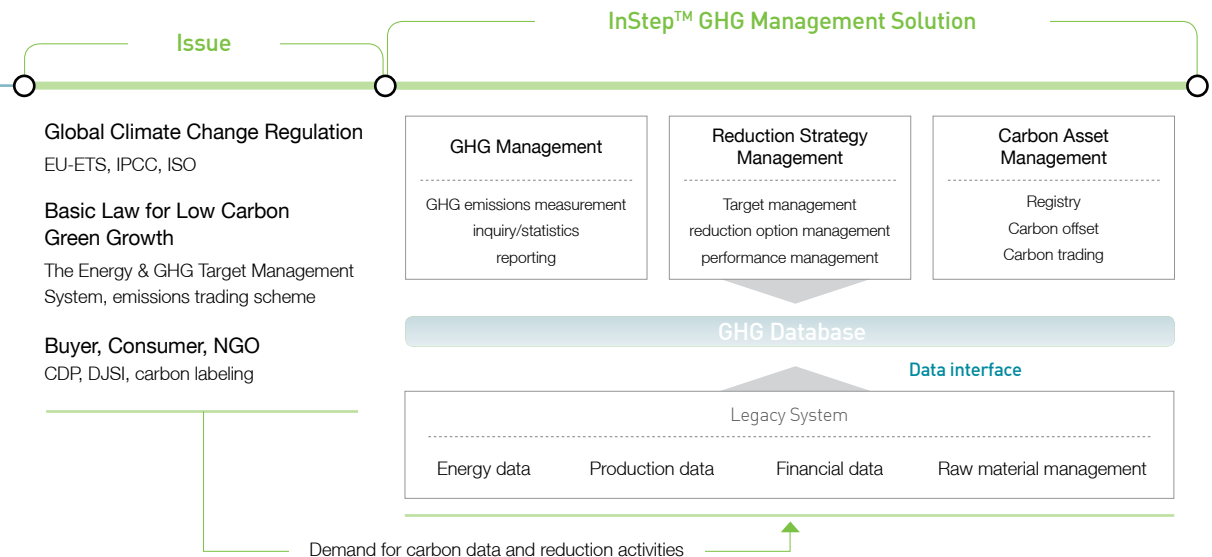 Issue
InStep™ GHG Management Solution
Global Climate Change Regulation
EU-ETS, IPCC, ISO
Basic Law for Low Carbon
Green Growth
The Energy & GHG Target Management
System, emissions trading scheme
Buyer, Consumer, NGO
CDP, DJSI, carbon labeling
GHG Management
GHG emissions measurement
inquiry/statistics
reporting
Reduction Strategy
Management
Target management
reduction option management
performance management
Carbon Asset
Management
Registry
Carbon offset
Carbon trading
GHG Database
Data interface
Legacy System
Energy data
Production data
Financial data
Raw material management
Demand for carbon data and reduction activities